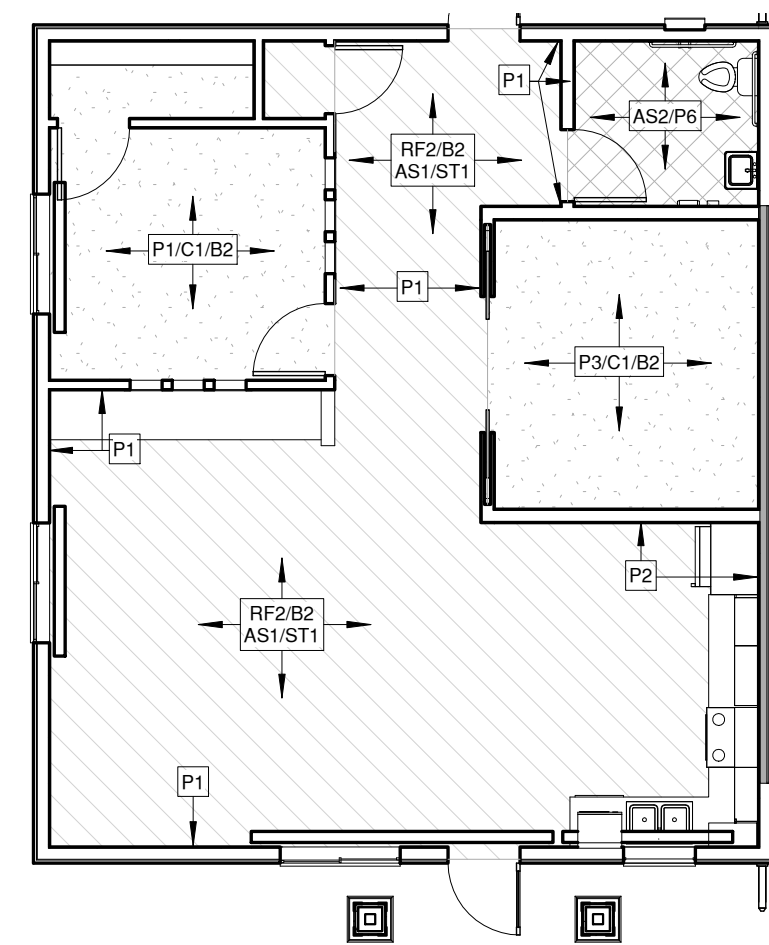 P1
AS2/P6
RF2/B2
AS1/ST1
P1/C1/B2
P1
P3/C1/B2
P1
P2
RF2/B2
AS1/ST1
P1